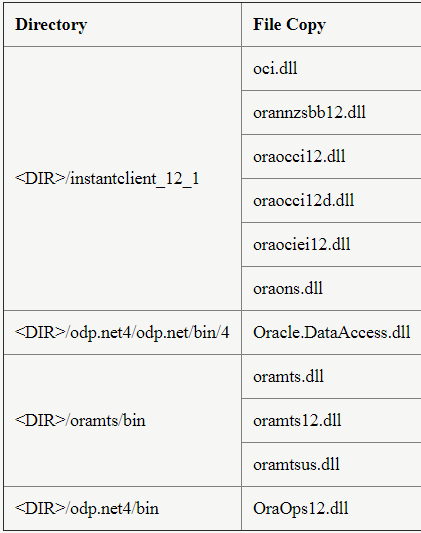 Directory File Copy
oci.dll
orannzsbb12.dll
oraocci12.dll
<DIR>/instantclient_12_1
oraocci12d.dll
oraociei12.dll
oraons.dll
<DIR>/odp.net4/odp.net/bin/4 Oracle.DataAccess.dll
oramts.dll
<DIR>/oramts/bin oramts12.dll
oramtsus.dll
<DIR>/odp.net4/bin OraOps12.dll